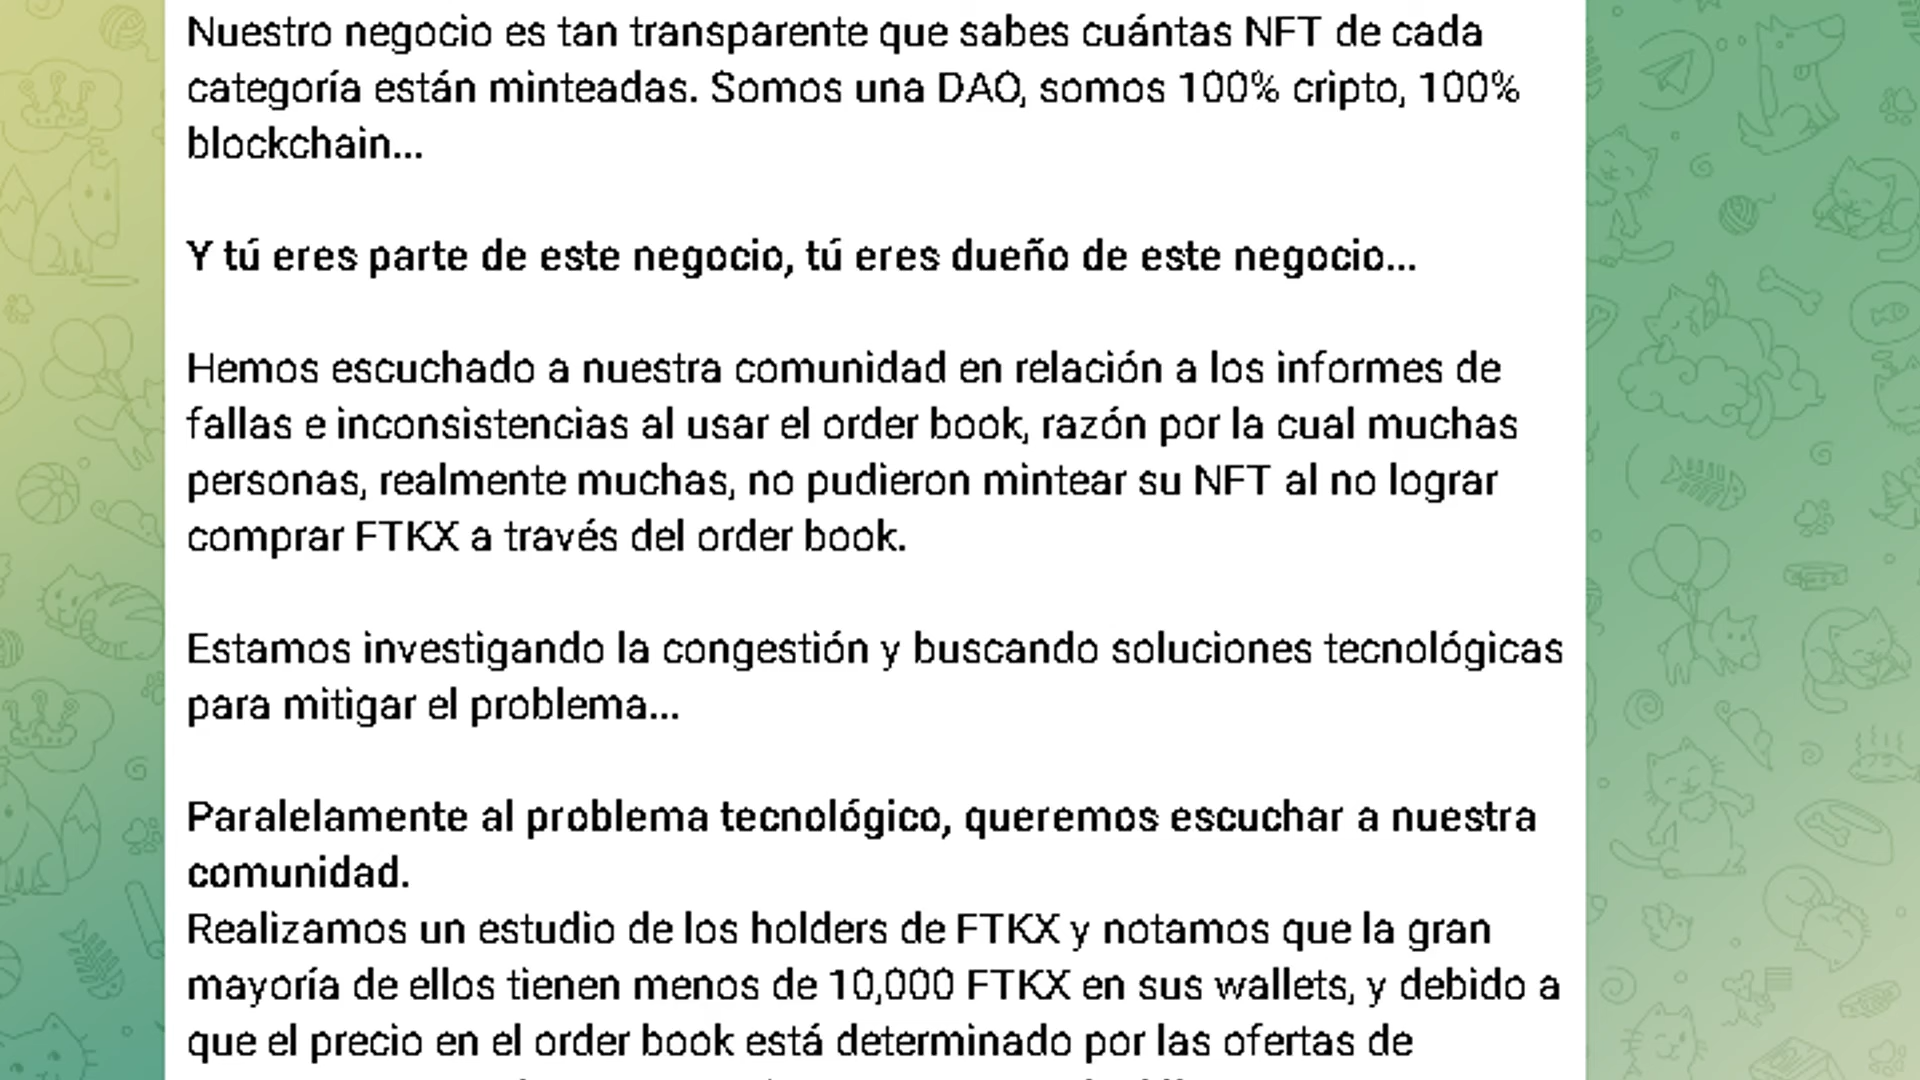 Nuestro negocio es tan transparente que sabes cuántas NFT de cada
categoría están minteadas. Somos una DAO, somos 100% cripto, 100%
blockchain...
Y tú eres parte de este negocio, tú eres dueño de este negocio...
Hemos escuchado a nuestra comunidad en relación a los informes de
fallas e inconsistencias al usar el order book, razón por la cual muchas
personas, realmente muchas, no pudieron mintear su NFT al no lograr
comprar FTKX a través del order book.
Estamos investigando la congestión y buscando soluciones tecnológicas
para mitigar el problema...
Paralelamente al problema tecnológico, queremos escuchar a nuestra
comunidad.
Realizamos un estudio de los holders de FTKX y notamos que la gran
mayoría de ellos tienen menos de 10,000 FTKX en sus wallets, y debido a
que el precio en el order book está determinado por las ofertas de